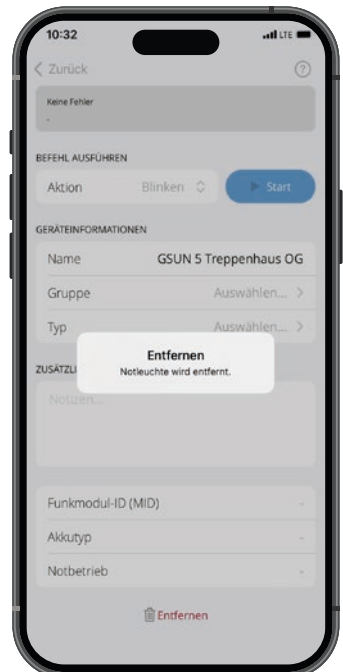 10:32
LTE
Zurück
?
Keine Fehler
-
BEFEHL AUSFÜHREN
Aktion Blinken Start
GERÄTEINFORMATIONEN
Name GSUN 5 Treppenhaus OG
Gruppe Auswählen...
Typ Auswählen...
Entfernen
Notleuchte wird entfernt.
ZUSÄTZLI
Notizen...
Funkmodul-ID (MID) -
Akkutyp -
Notbetrieb -
Entfernen